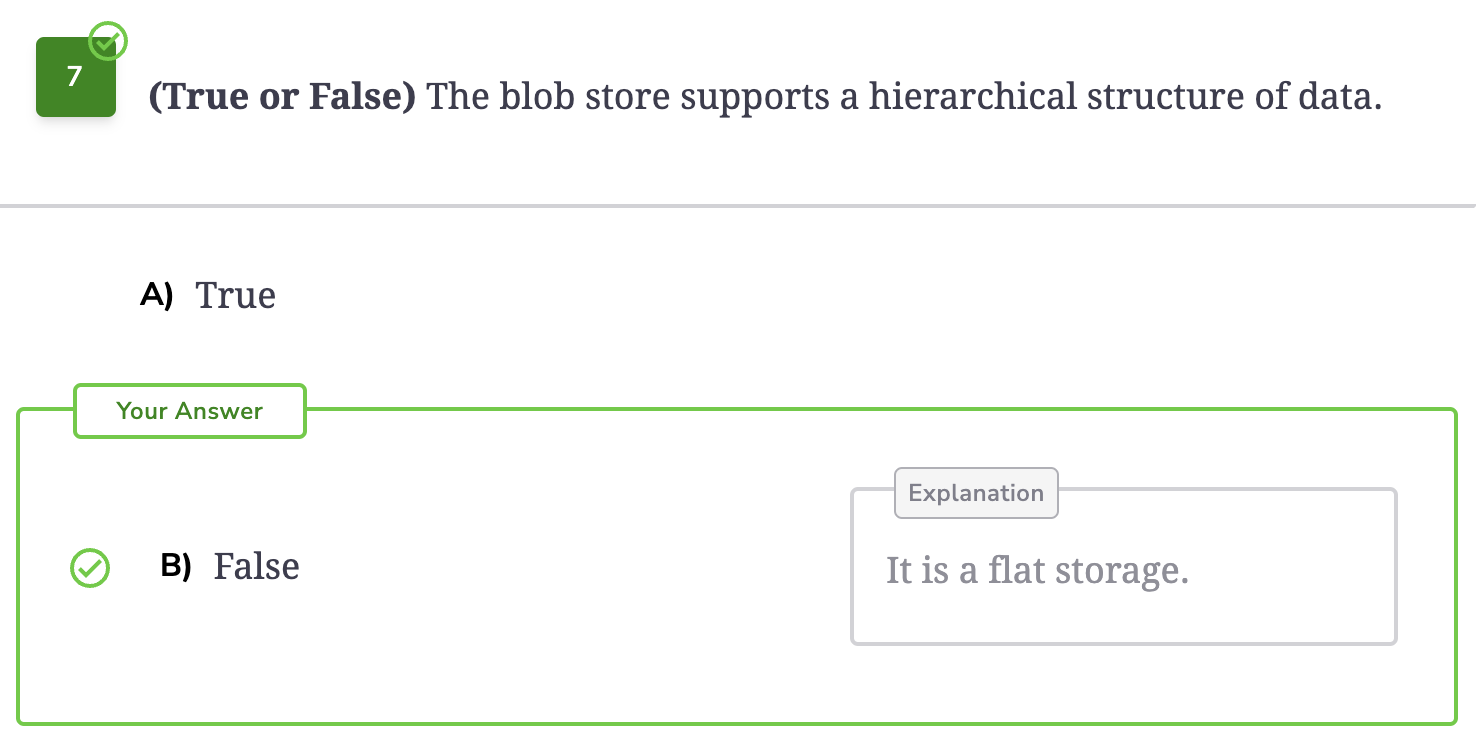 7
(True or False) The blob store supports a hierarchical structure of data.
A) True
Your Answer
B) False
Explanation
It is a flat storage.